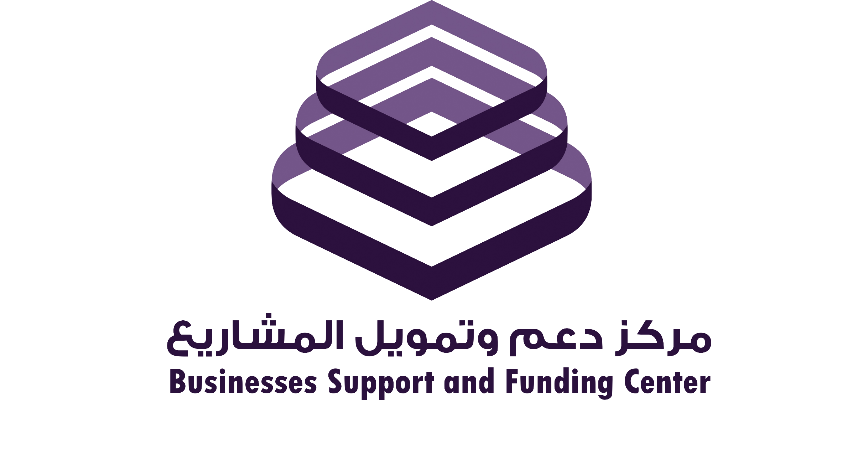 مركز دعم وتمويل المشاريع
Businesses Support and Funding Center